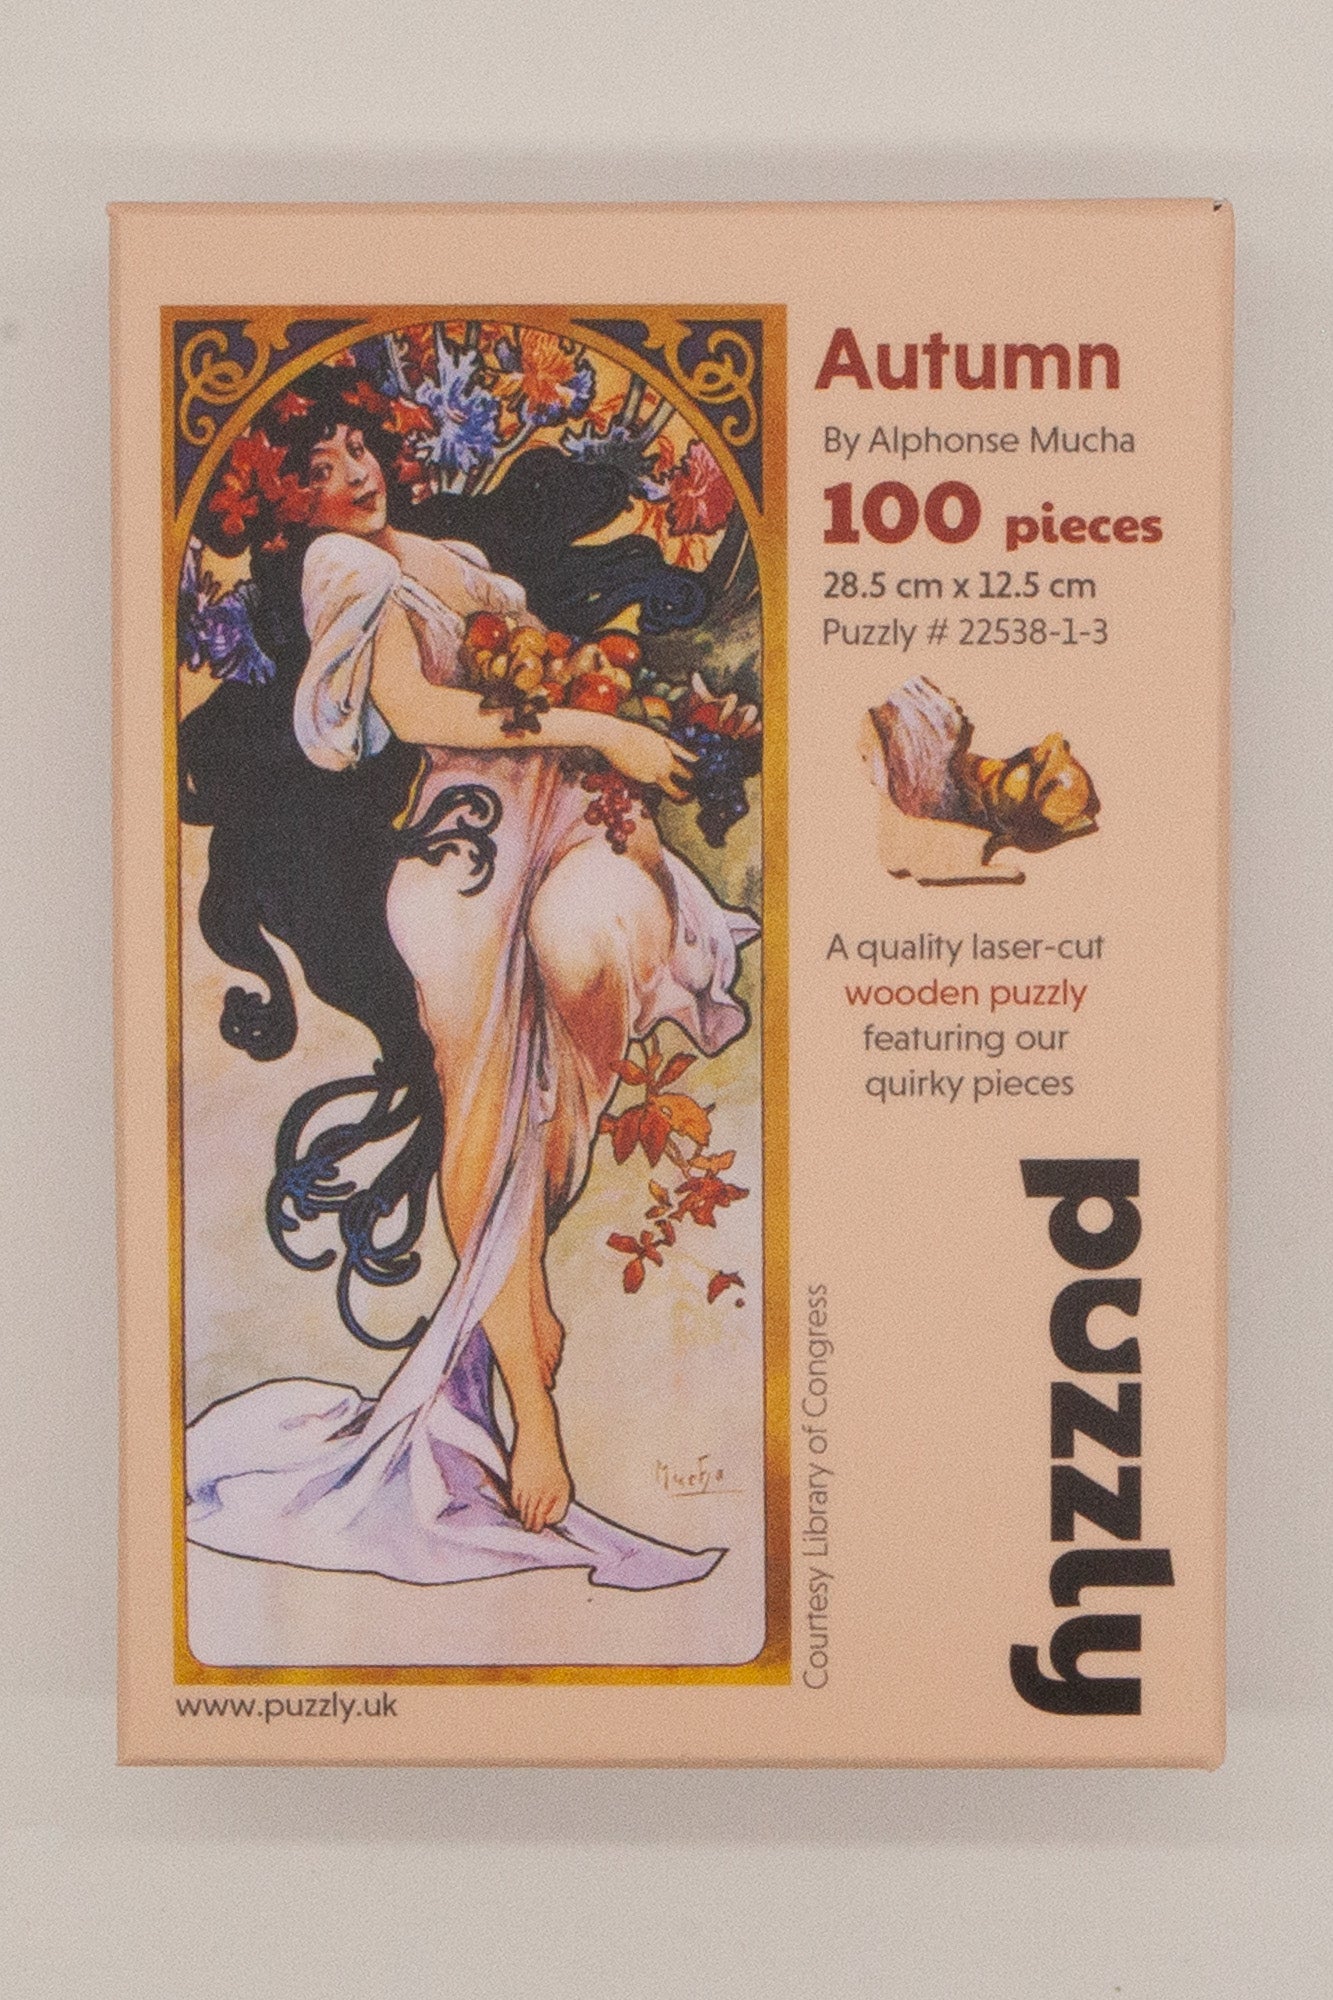 Autumn
By Alphonse Mucha
100 pieces
28.5 cm x 12.5 cm
Puzzly # 22538-1-3
A quality laser-cut
wooden puzzly
featuring our
quirky pieces
puzzly
Courtesy Library of Congress
Mucha
www.puzzly.uk